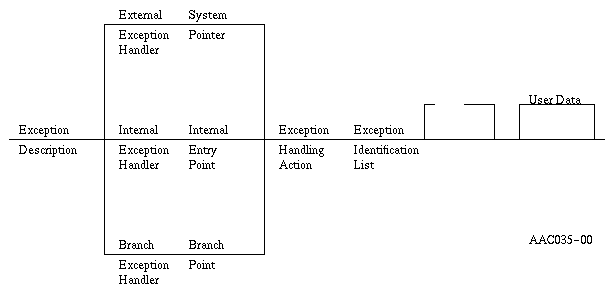 External System
Exception Pointer
Handler
User Data
Exception Internal Internal Exception Exception
Description Exception Entry Handling Identification
Handler Point Action List
Branch Branch
AAC035-00
Exception Point
Handler